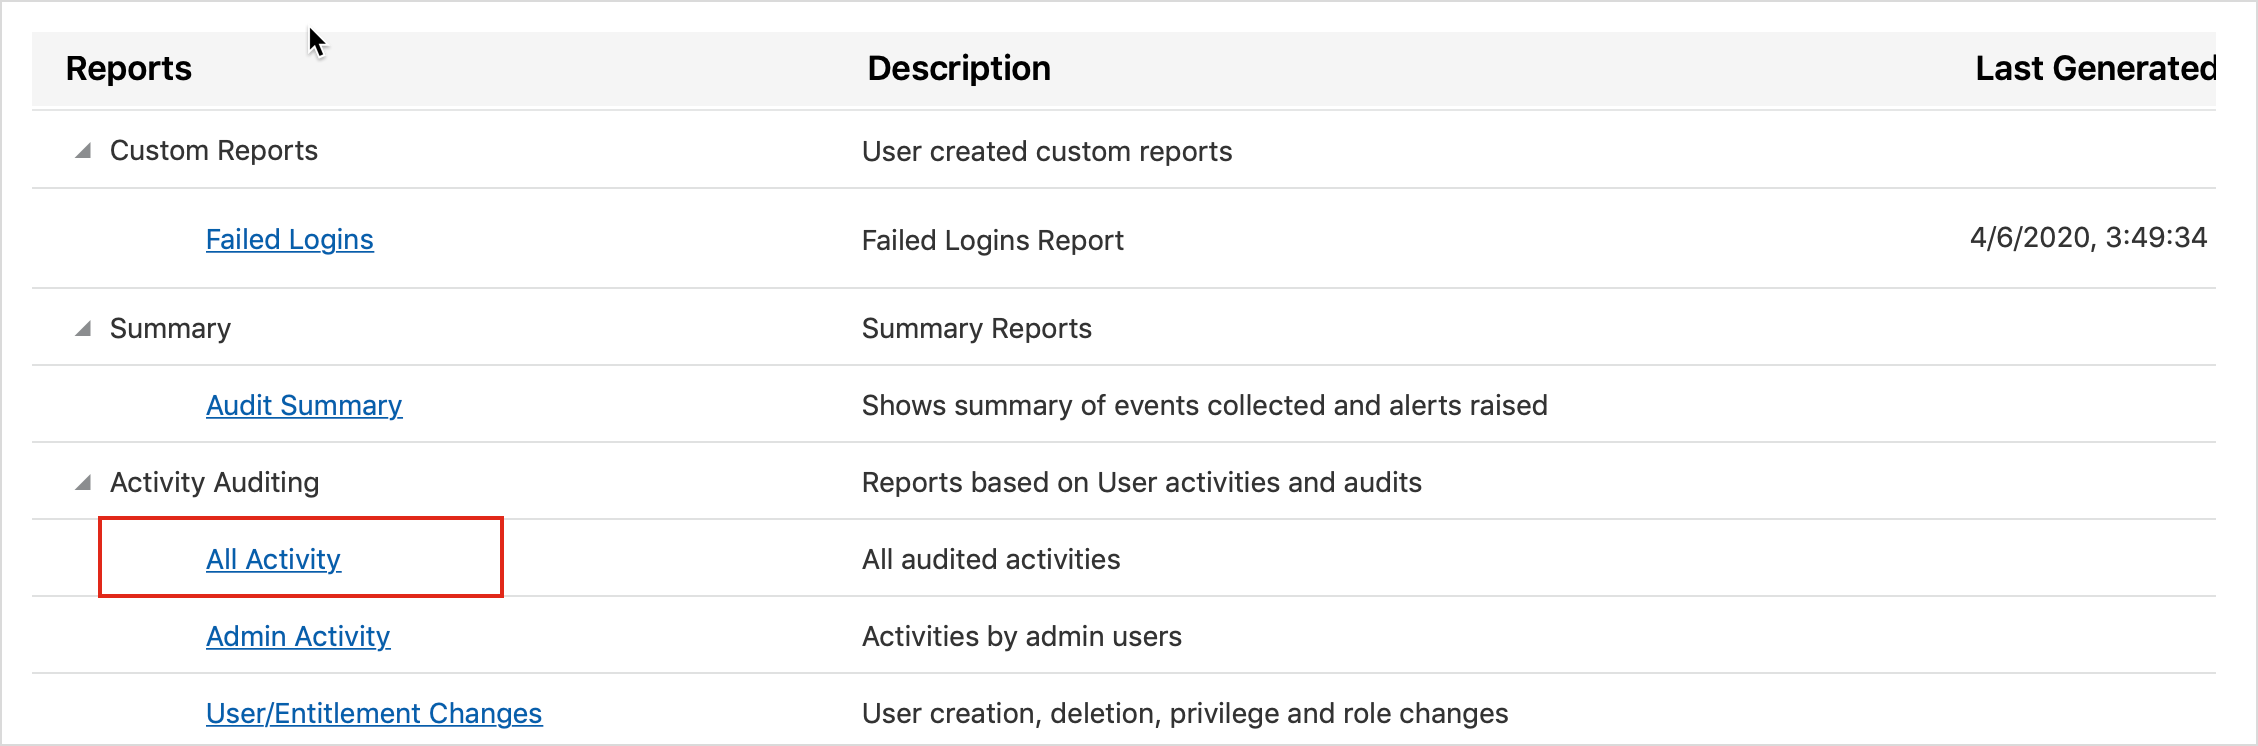 Reports Description Last Generated
Custom Reports User created custom reports
Failed Logins Failed Logins Report 4/6/2020, 3:49:34
Summary Summary Reports
Audit Summary Shows summary of events collected and alerts raised
Activity Auditing Reports based on User activities and audits
All Activity All audited activities
Admin Activity Activities by admin users
User/Entitlement Changes User creation, deletion, privilege and role changes